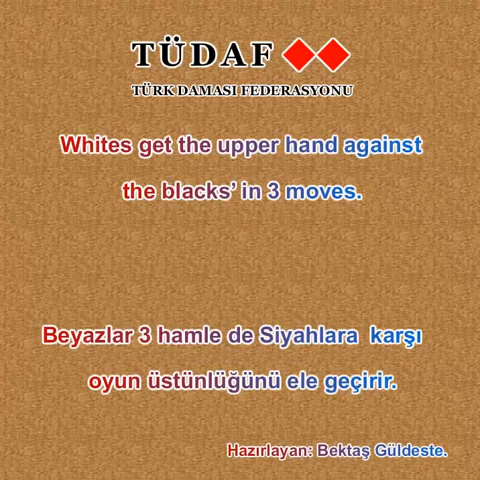 TÜDAF
TÜRK DAMASI FEDERASYONU
Whites get the upper hand against
the blacks’ in 3 moves.
Beyazlar 3 hamle de Siyahlara karşı
oyun üstünlüğünü ele geçirir.
Hazırlayan: Bektaş Güldeste.